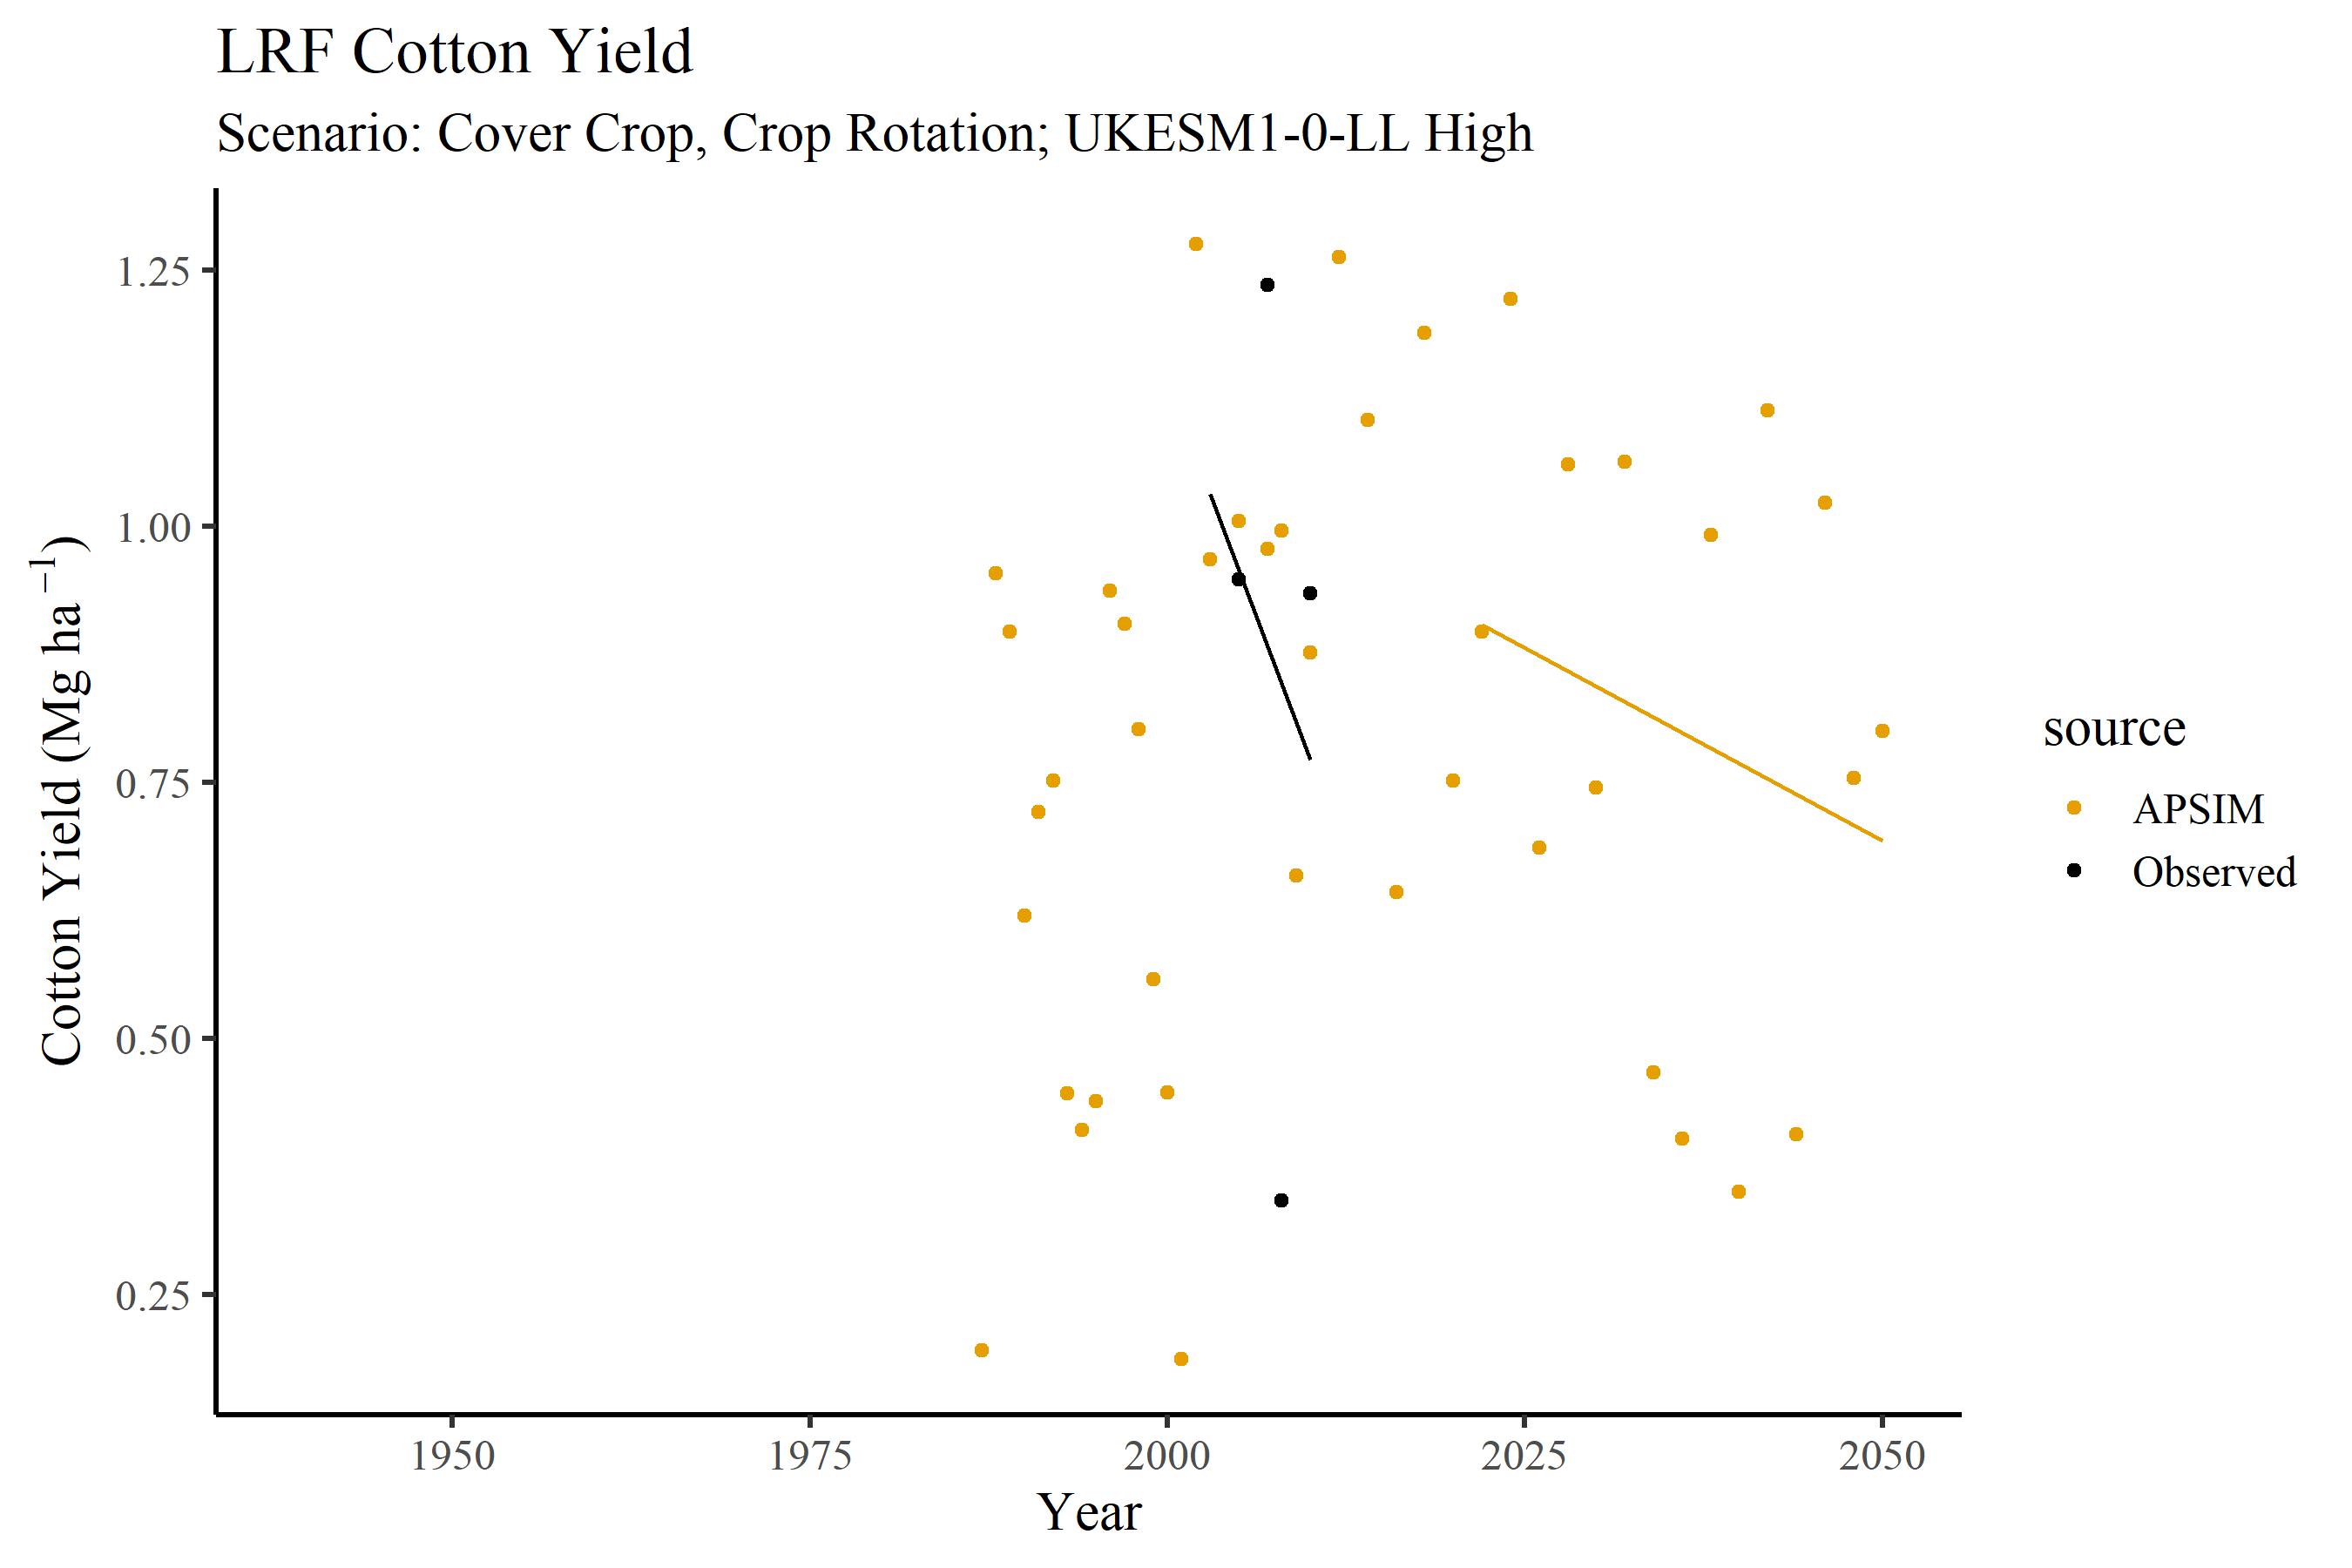 LRF Cotton Yield
Scenario: Cover Crop, Crop Rotation; UKESM1-0-LL High
Cotton Yield (Mg ha⁻¹)
1.25
1.00
0.75
0.50
0.25
1950 1975 2000 2025 2050
Year
source
APSIM
Observed